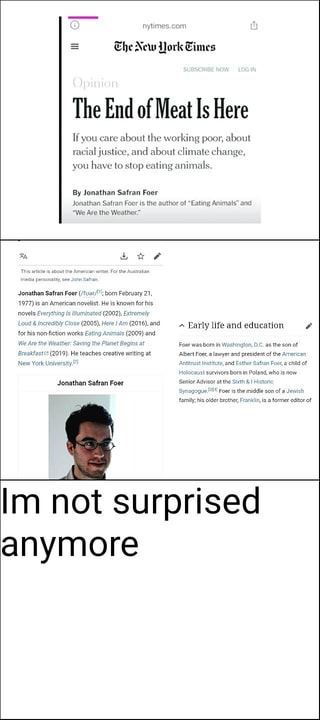 nytimes.com
The New York Times
SUBSCRIBE NOW LOG IN
Opinion
The End of Meat Is Here
If you care about the working poor, about
racial justice, and about climate change,
you have to stop eating animals.
By Jonathan Safran Foer
Jonathan Safran Foer is the author of “Eating Animals” and
“We Are the Weather.”
This article is about the American writer. For the Australian
media personality, see John Safran.
Jonathan Safran Foer (/fɔər/[1]; born February 21,
1977) is an American novelist. He is known for his
novels Everything Is Illuminated (2002), Extremely
Loud & Incredibly Close (2005), Here I Am (2016), and
for his non-fiction works Eating Animals (2009) and
We Are the Weather: Saving the Planet Begins at
Breakfast (2019). He teaches creative writing at
New York University.[2]
Jonathan Safran Foer
Early life and education
Foer was born in Washington, D.C. as the son of
Albert Foer, a lawyer and president of the American
Antitrust Institute, and Esther Safran Foer, a child of
Holocaust survivors born in Poland, who is now
Senior Advisor at the Sixth & I Historic
Synagogue.[3][4] Foer is the middle son of a Jewish
family; his older brother, Franklin, is a former editor of
Im not surprised
anymore